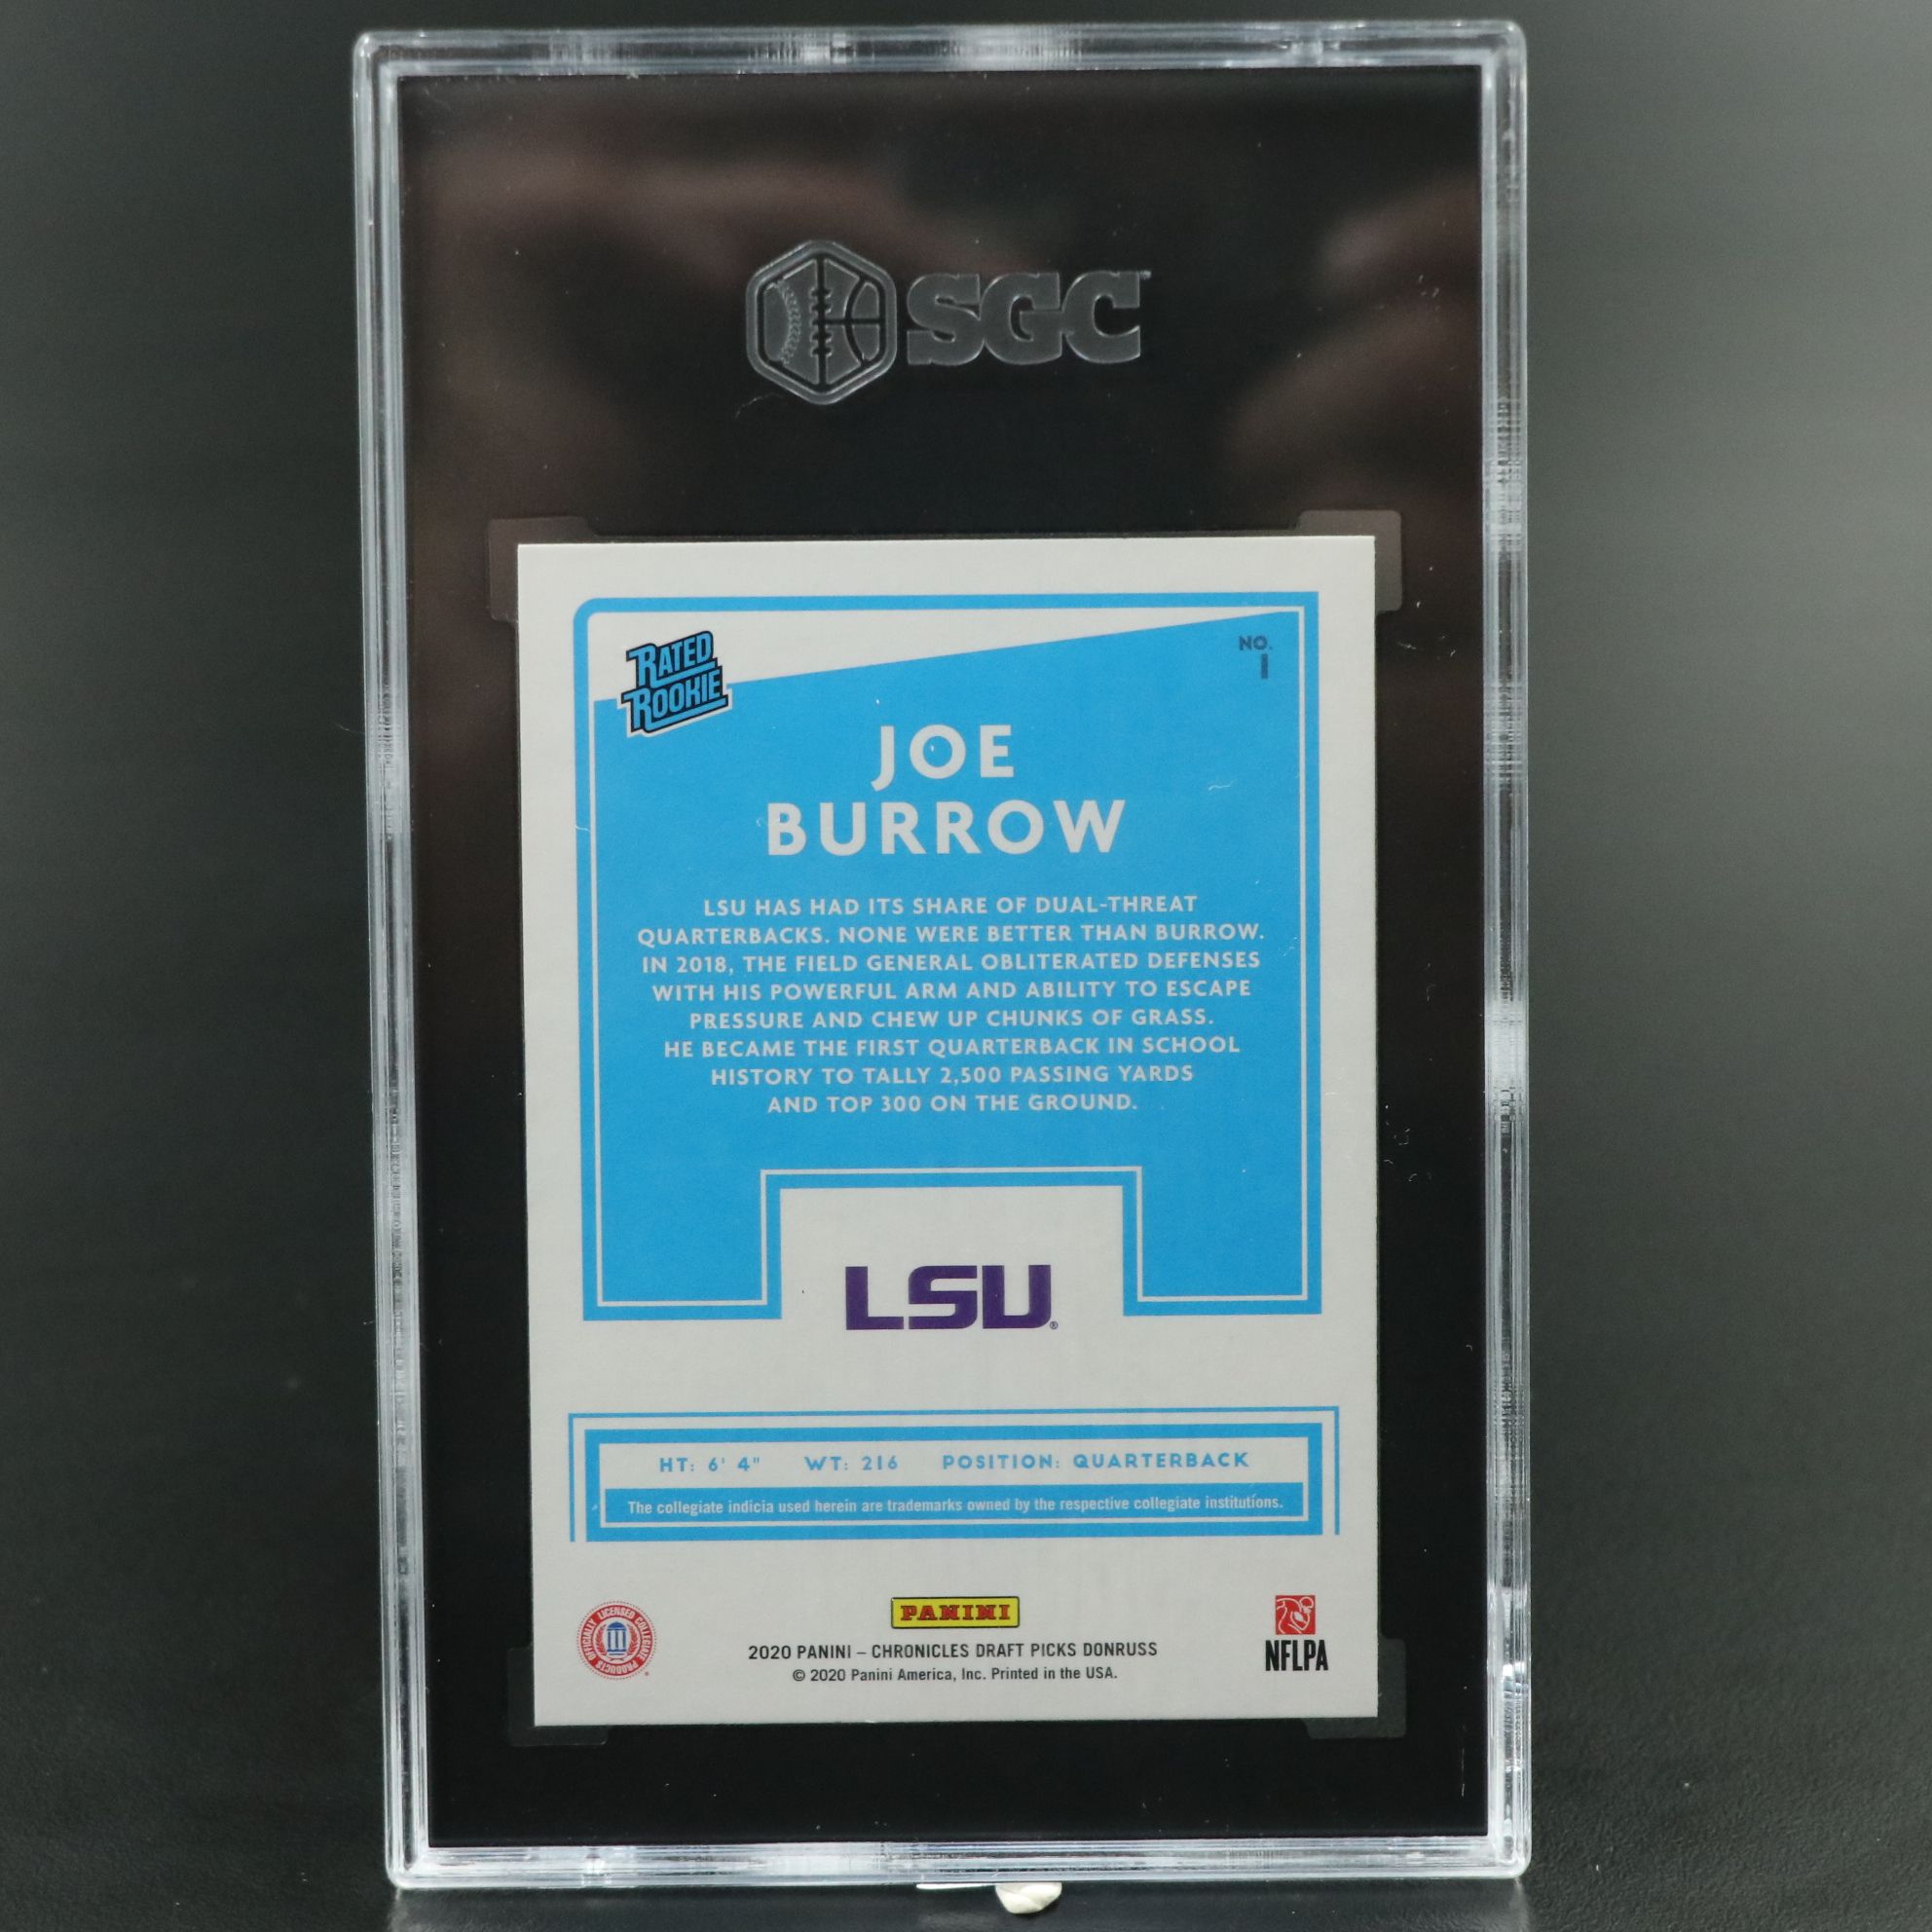 SGC
RATED
ROOKIE
NO.
1
JOE
BURROW
LSU HAS HAD ITS SHARE OF DUAL-THREAT
QUARTERBACKS. NONE WERE BETTER THAN BURROW.
IN 2018, THE FIELD GENERAL OBLITERATED DEFENSES
WITH HIS POWERFUL ARM AND ABILITY TO ESCAPE
PRESSURE AND CHEW UP CHUNKS OF GRASS.
HE BECAME THE FIRST QUARTERBACK IN SCHOOL
HISTORY TO TALLY 2,500 PASSING YARDS
AND TOP 300 ON THE GROUND.
LSU®
HT: 6' 4" WT: 216 POSITION: QUARTERBACK
The collegiate indicia used herein are trademarks owned by the respective collegiate institutions.
OFFICIALLY LICENSED COLLEGIATE PRODUCTS
PANINI
2020 PANINI – CHRONICLES DRAFT PICKS DONRUSS
© 2020 Panini America, Inc. Printed in the USA.
NFLPA